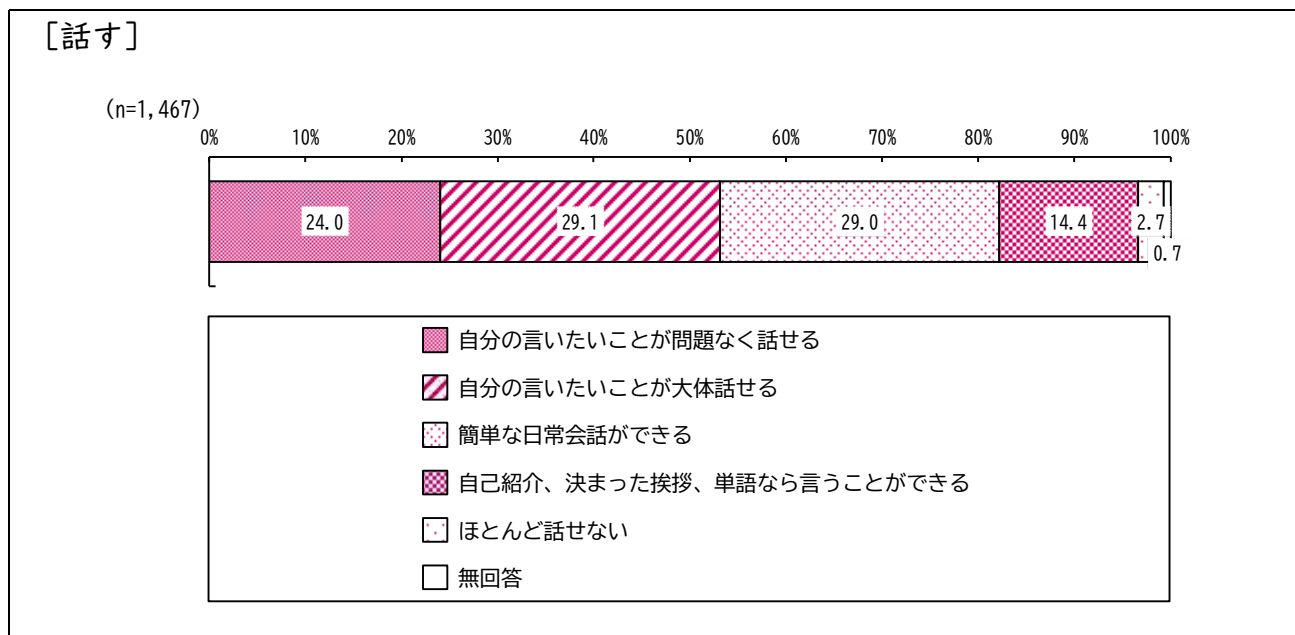 ［話す］
(n=1,467)
0% 10% 20% 30% 40% 50% 60% 70% 80% 90% 100%
24.0 29.1 29.0 14.4 2.7
0.7
自分の言いたいことが問題なく話せる
自分の言いたいことが大体話せる
簡単な日常会話ができる
自己紹介、決まった挨拶、単語なら言うことができる
ほとんど話せない
無回答